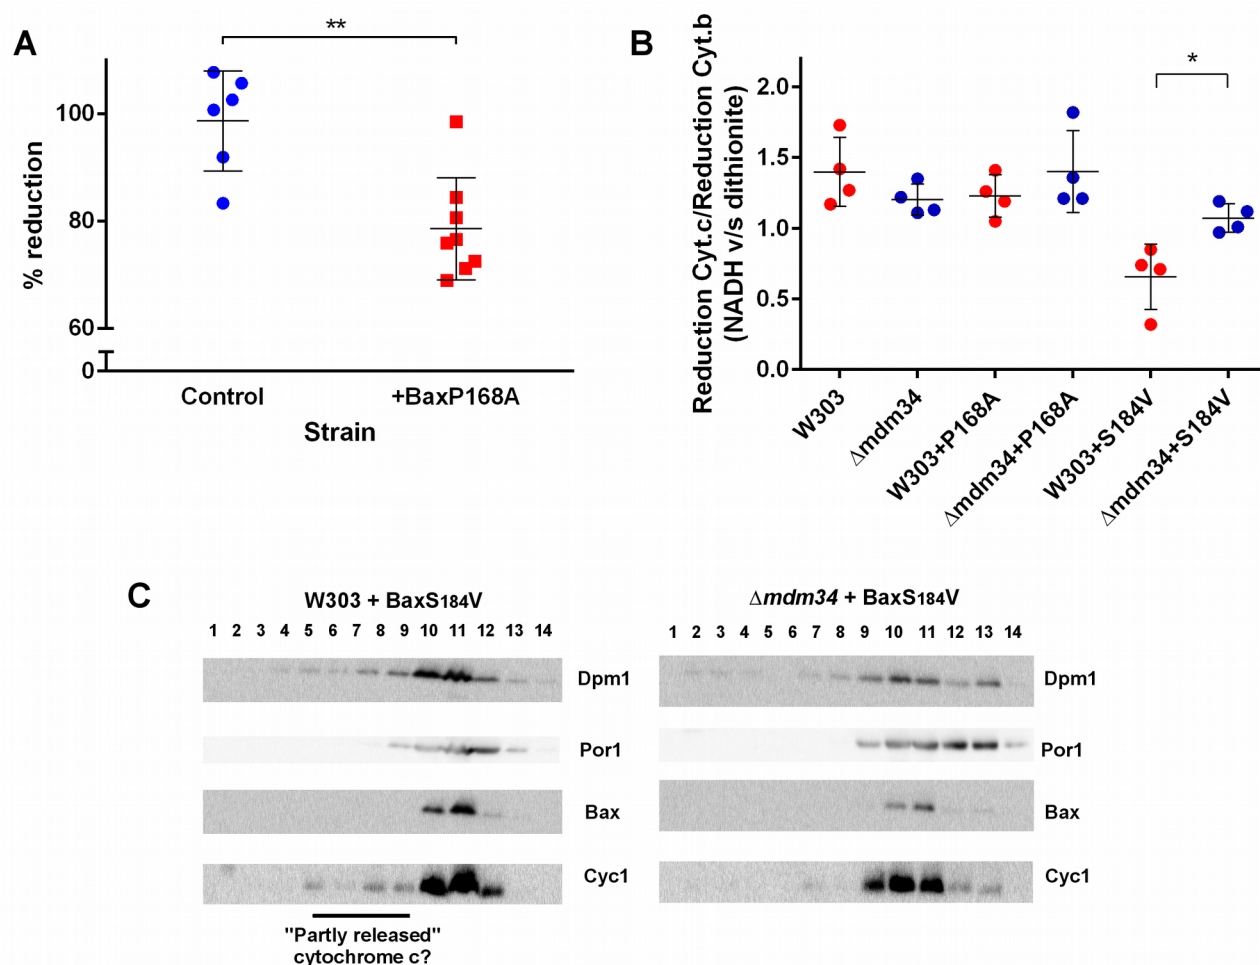 A
**
% reduction
100
80
60
0
Control
+BaxP168A
Strain
B
Reduction Cyt.c/Reduction Cyt.b
(NADH v/s dithionite)
*
2.0
1.5
1.0
0.5
0.0
W303
Δmdm34
W303+P168A
Δmdm34+P168A
W303+S184V
Δmdm34+S184V
C
W303 + BaxS184V
1 2 3 4 5 6 7 8 9 10 11 12 13 14
Dpm1
Por1
Bax
Cyc1
"Partly released"
cytochrome c?
Δmdm34 + BaxS184V
1 2 3 4 5 6 7 8 9 10 11 12 13 14
Dpm1
Por1
Bax
Cyc1